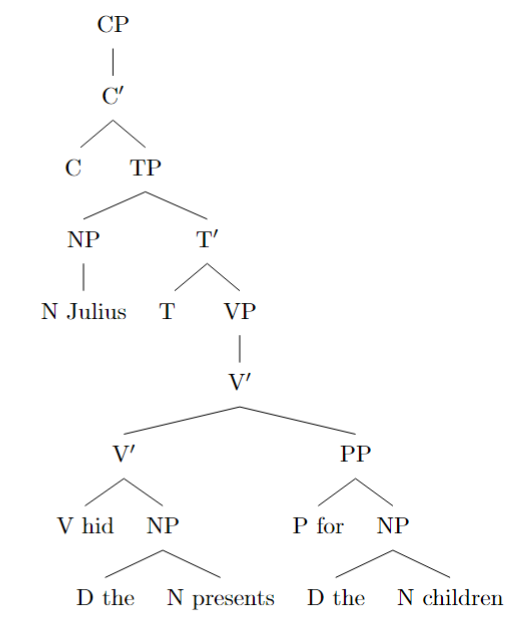 CP
C′
C TP
NP T′
N Julius T VP
V′
V′ PP
V hid NP P for NP
D the N presents D the N children